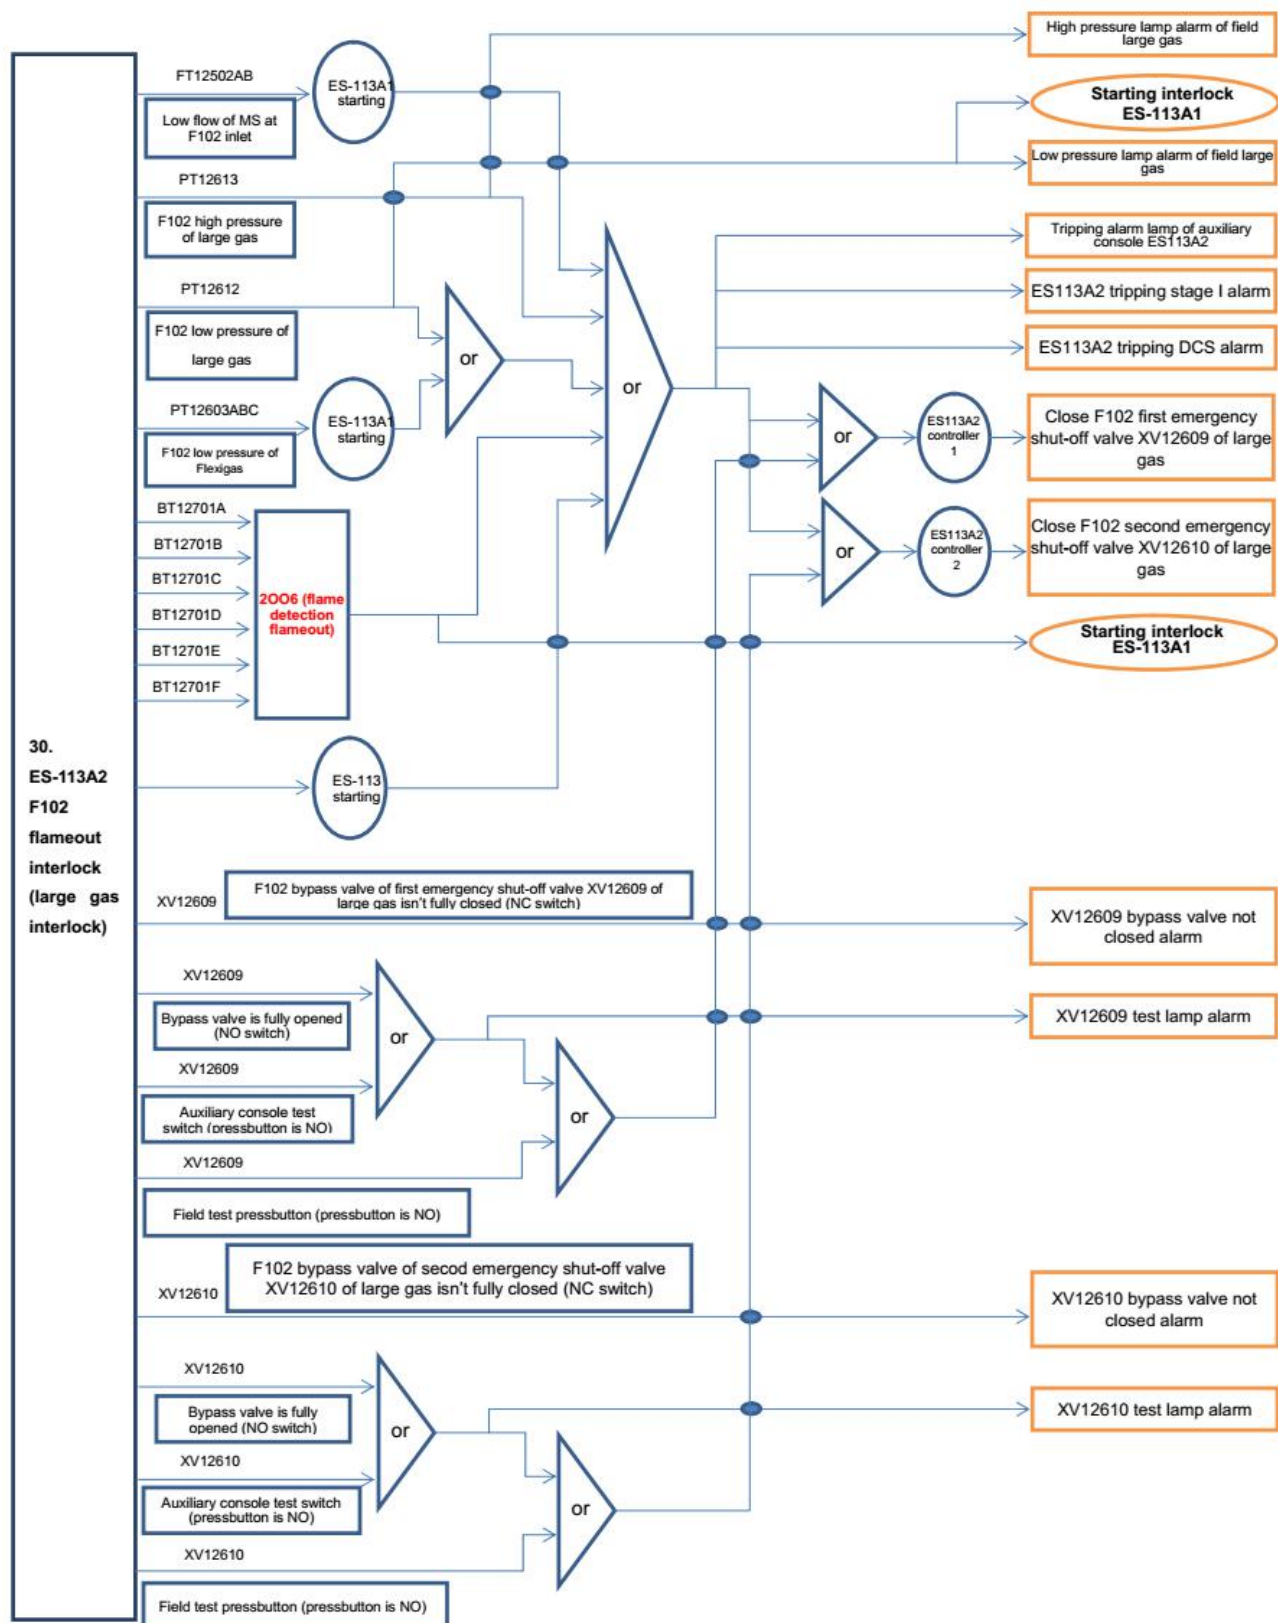 High pressure lamp alarm of field
large gas
FT12502AB
ES-113A1
starting
Low flow of MS at
F102 inlet
Starting interlock
ES-113A1
Low pressure lamp alarm of field large
gas
PT12613
F102 high pressure
of large gas
Tripping alarm lamp of auxiliary
console ES113A2
PT12612
ES113A2 tripping stage I alarm
F102 low pressure of
large gas
or
ES113A2 tripping DCS alarm
or
PT12603ABC
ES-113A1
starting
F102 low pressure of
Flexigas
or
ES113A2
controller
1
Close F102 first emergency
shut-off valve XV12609 of large
gas
BT12701A
BT12701B
BT12701C
BT12701D
BT12701E
BT12701F
2OO6 (flame
detection
flameout)
or
ES113A2
controller
2
Close F102 second emergency
shut-off valve XV12610 of large
gas
Starting interlock
ES-113A1
30.
ES-113A2
F102
flameout
interlock
(large gas
interlock)
ES-113
starting
XV12609
F102 bypass valve of first emergency shut-off valve XV12609 of
large gas isn't fully closed (NC switch)
XV12609 bypass valve not
closed alarm
XV12609
Bypass valve is fully opened
(NO switch)
or
XV12609 test lamp alarm
XV12609
Auxiliary console test
switch (pressbutton is NO)
or
XV12609
Field test pressbutton (pressbutton is NO)
XV12610
F102 bypass valve of secod emergency shut-off valve
XV12610 of large gas isn't fully closed (NC switch)
XV12610 bypass valve not
closed alarm
XV12610
Bypass valve is fully
opened (NO switch)
or
XV12610 test lamp alarm
XV12610
Auxiliary console test switch
(pressbutton is NO)
or
XV12610
Field test pressbutton (pressbutton is NO)